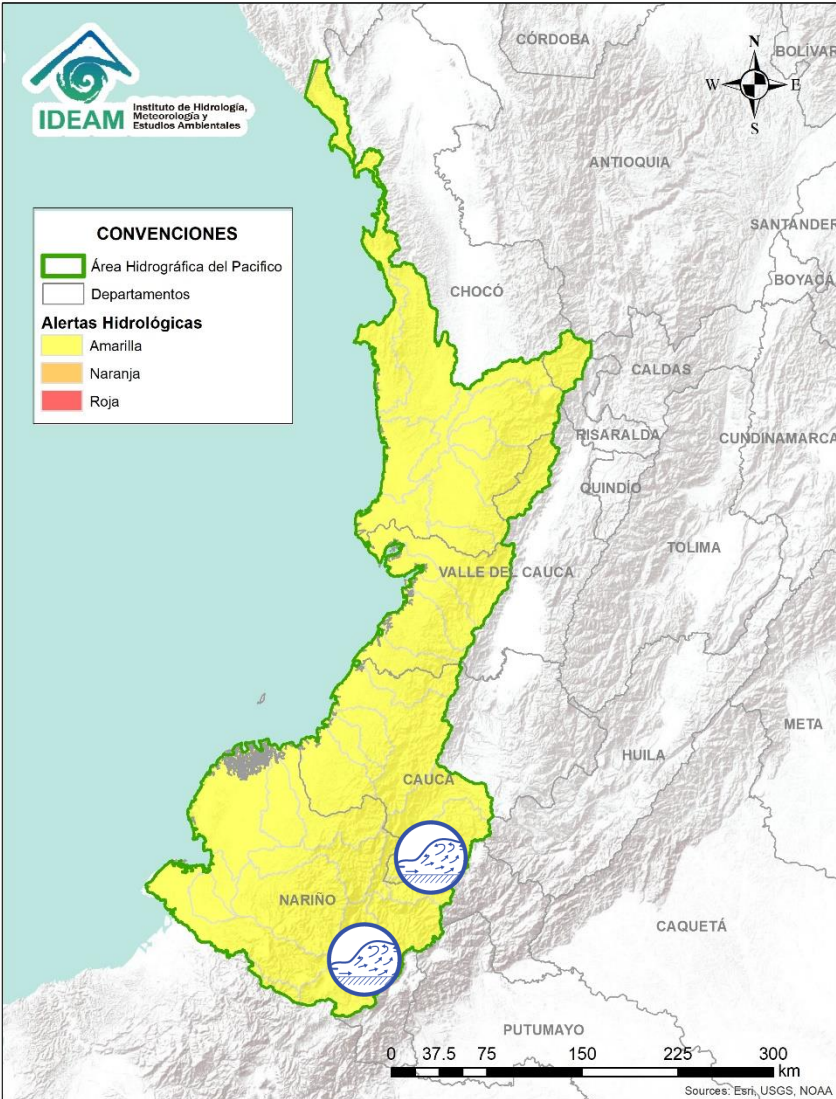 IDEAM
Instituto de Hidrología,
Meteorología y
Estudios Ambientales
N
W
E
S
CONVENCIONES
Área Hidrográfica del Pacifico
Departamentos
Alertas Hidrológicas
Amarilla
Naranja
Roja
CÓRDOBA
BOLÍVAR
ANTIOQUIA
SANTANDER
BOYACÁ
CHOCÓ
CALDAS
RISARALDA
CUNDINAMARCA
QUINDÍO
TOLIMA
VALLE DEL CAUCA
META
HUILA
CAUCA
NARIÑO
CAQUETÁ
PUTUMAYO
0 37.5 75 150 225 300
km
Sources: Esri, USGS, NOAA